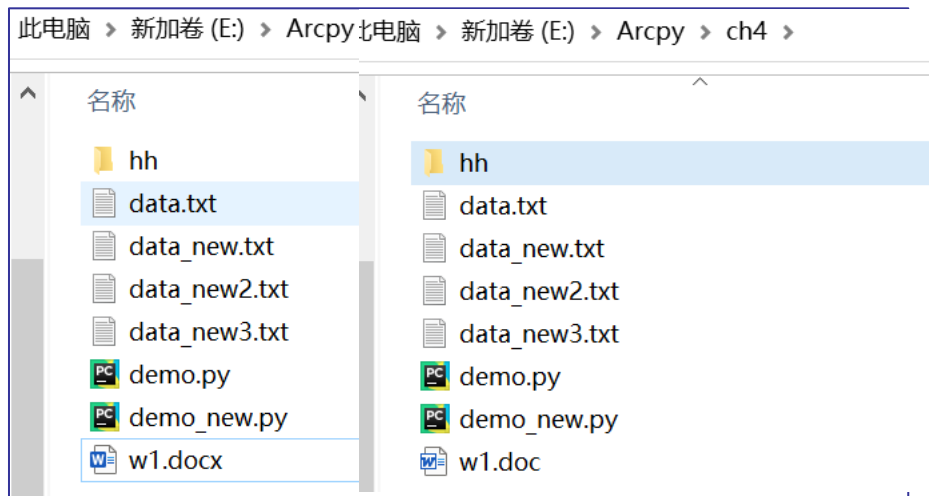 此电脑 > 新加卷 (E:) > Arcpy
名称
hh
data.txt
data_new.txt
data_new2.txt
data_new3.txt
demo.py
demo_new.py
w1.docx
此电脑 > 新加卷 (E:) > Arcpy > ch4 >
名称
hh
data.txt
data_new.txt
data_new2.txt
data_new3.txt
demo.py
demo_new.py
w1.doc